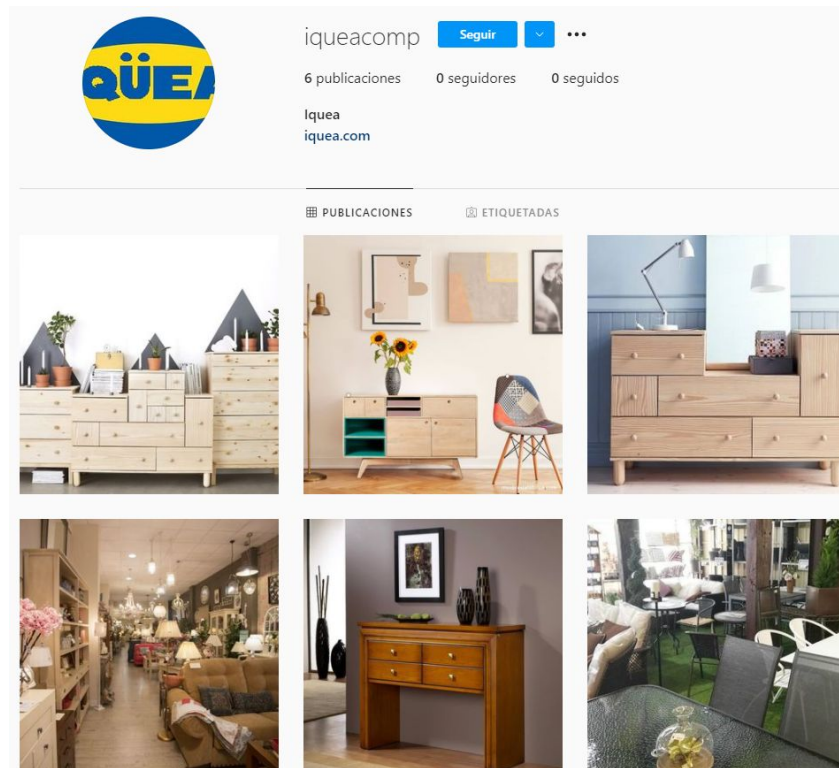 QÜEA
iqueacomp Seguir
6 publicaciones 0 seguidores 0 seguidos
Iquea
iquea.com
PUBLICACIONES ETIQUETADAS